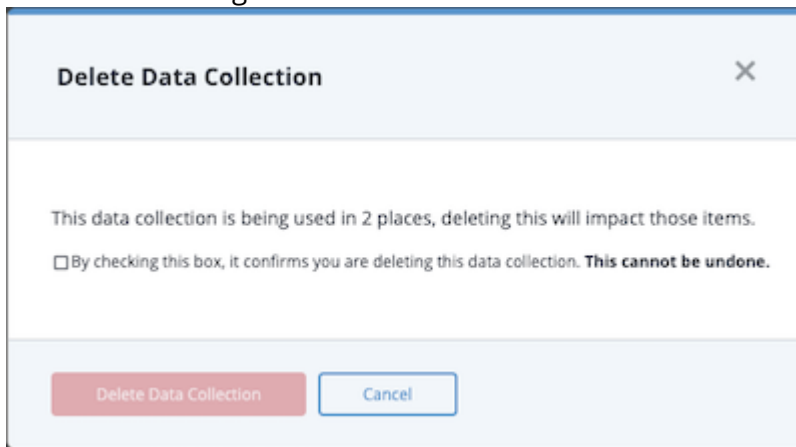 Delete Data Collection
This data collection is being used in 2 places, deleting this will impact those items.
By checking this box, it confirms you are deleting this data collection. This cannot be undone.
Delete Data Collection
Cancel